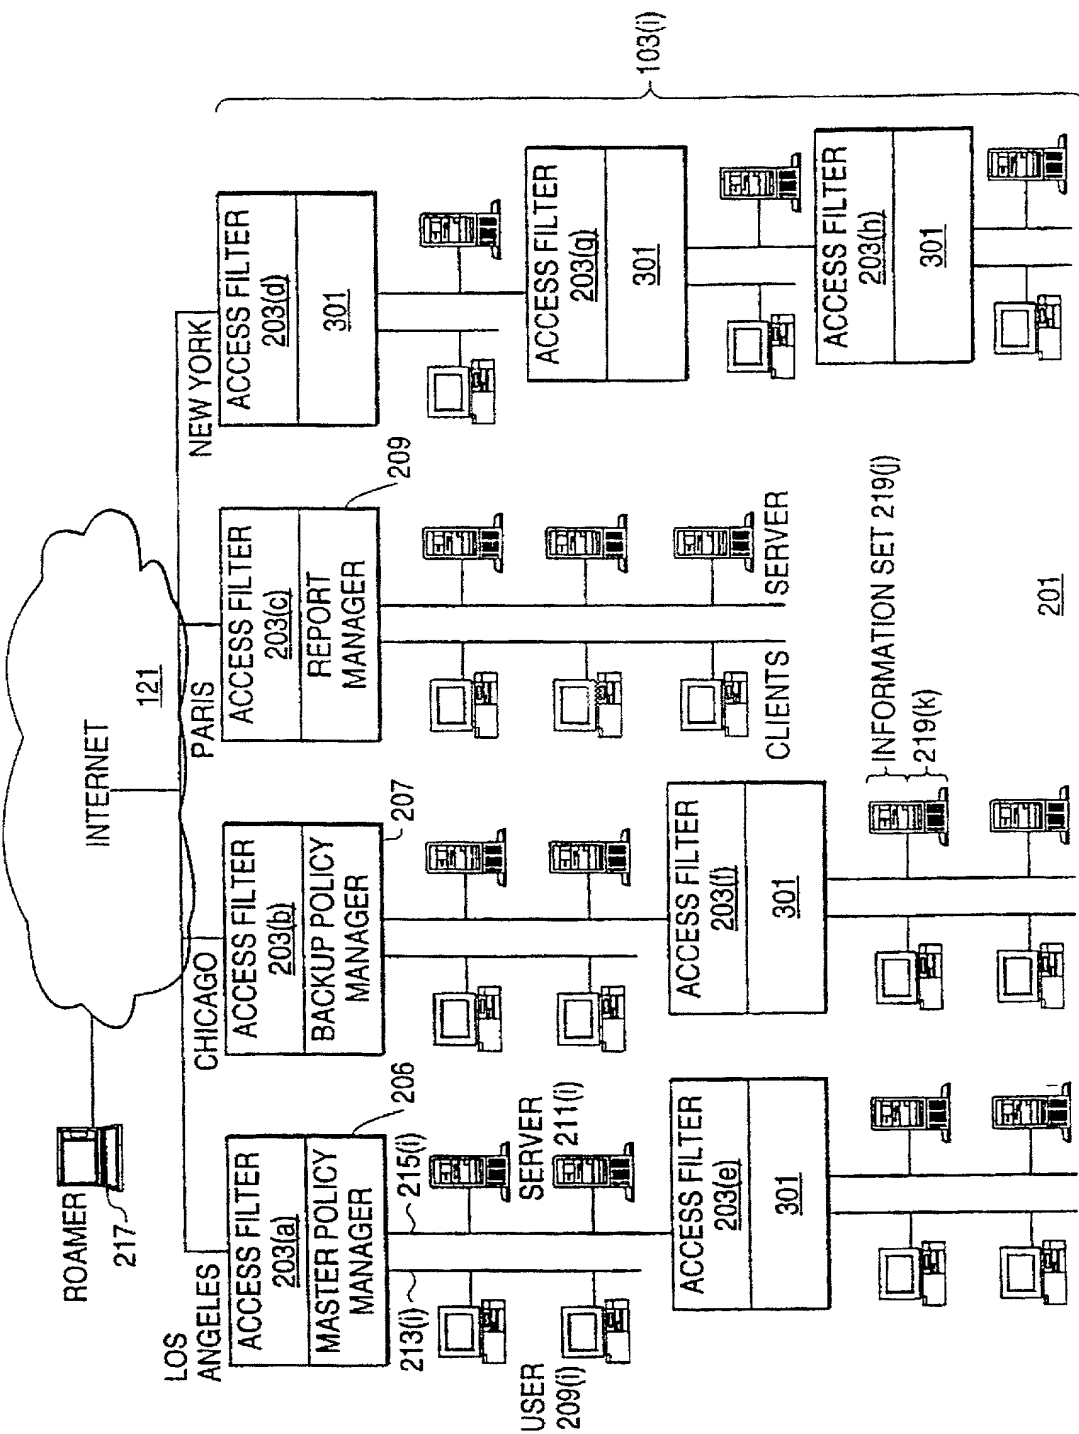 ROAMER
217
INTERNET
121
LOS
ANGELES
CHICAGO
PARIS
NEW YORK
ACCESS FILTER
203(a)
MASTER POLICY
MANAGER
206
ACCESS FILTER
203(b)
BACKUP POLICY
MANAGER
207
ACCESS FILTER
203(c)
REPORT
MANAGER
209
ACCESS FILTER
203(d)
301
103(i)
213(i)
215(i)
USER
209(i)
SERVER
211(i)
ACCESS FILTER
203(e)
301
ACCESS FILTER
203(f)
301
INFORMATION SET 219(j)
219(k)
CLIENTS
SERVER
ACCESS FILTER
203(g)
301
ACCESS FILTER
203(h)
301
201